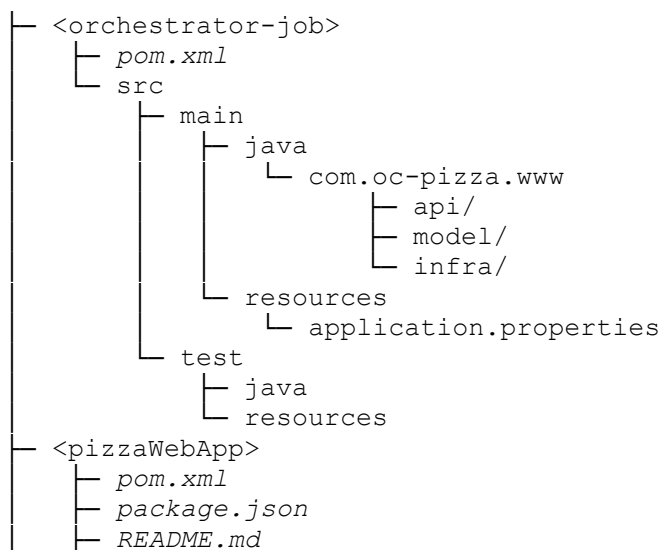 <orchestrator-job>
pom.xml
src
main
java
com.oc-pizza.www
api/
model/
infra/
resources
application.properties
test
java
resources
<pizzaWebApp>
pom.xml
package.json
README.md